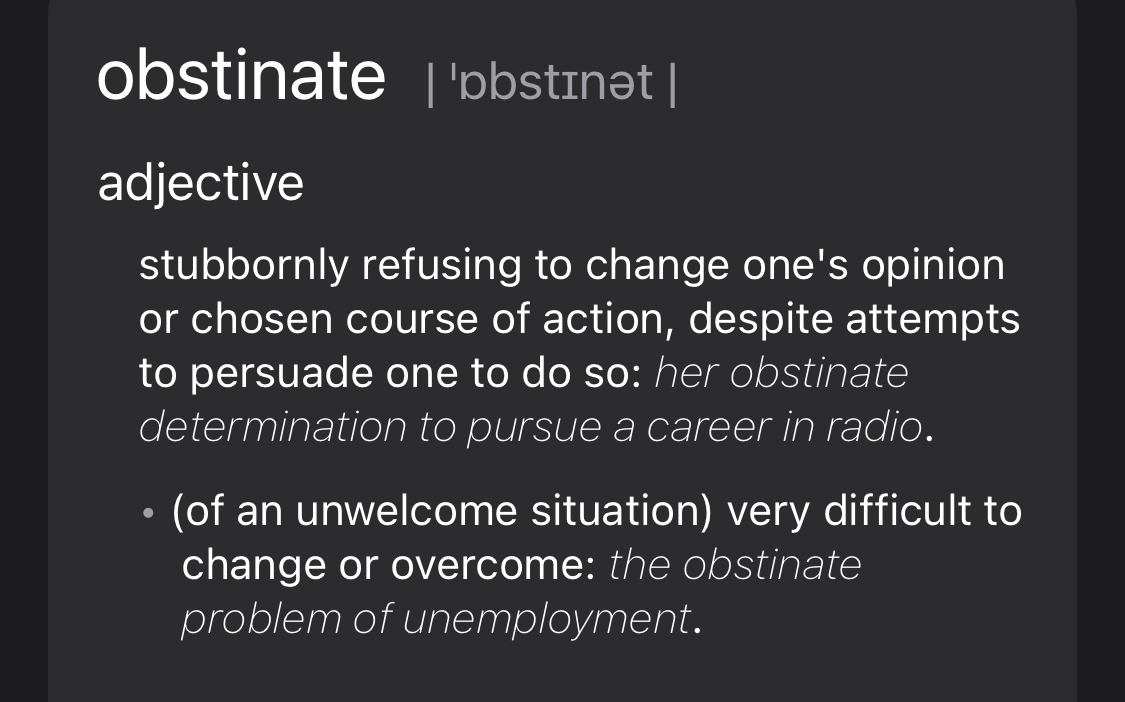 obstinate | ˈɒbstɪnət |
adjective
stubbornly refusing to change one's opinion
or chosen course of action, despite attempts
to persuade one to do so: her obstinate
determination to pursue a career in radio.
• (of an unwelcome situation) very difficult to
change or overcome: the obstinate
problem of unemployment.